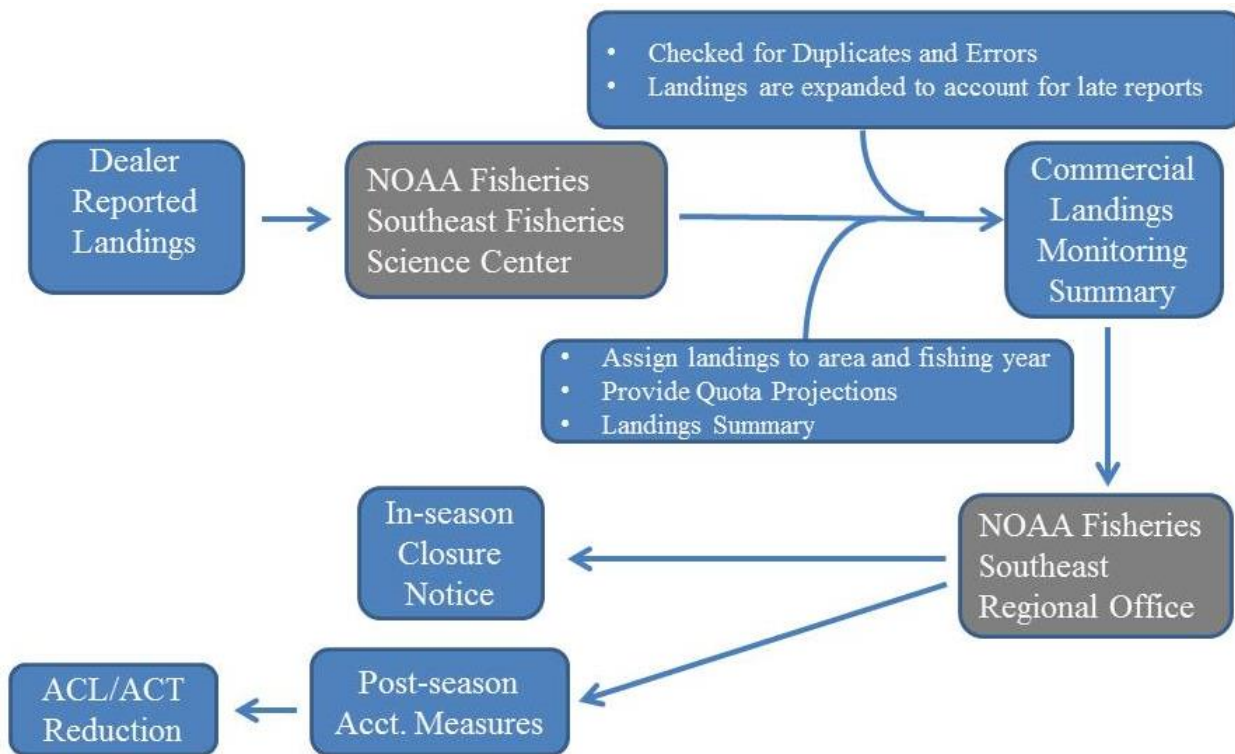 • Checked for Duplicates and Errors
• Landings are expanded to account for late reports
Dealer
Reported
Landings
NOAA Fisheries
Southeast Fisheries
Science Center
Commercial
Landings
Monitoring
Summary
• Assign landings to area and fishing year
• Provide Quota Projections
• Landings Summary
In-season
Closure
Notice
NOAA Fisheries
Southeast
Regional Office
Post-season
Acct. Measures
ACL/ACT
Reduction